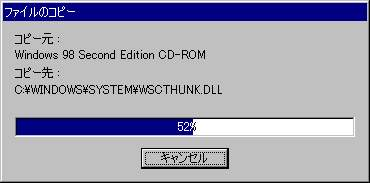 ファイルのコピー
コピー元：
Windows 98 Second Edition CD-ROM
コピー先：
C:¥WINDOWS¥SYSTEM¥WSCTHUNK.DLL
52%
キャンセル